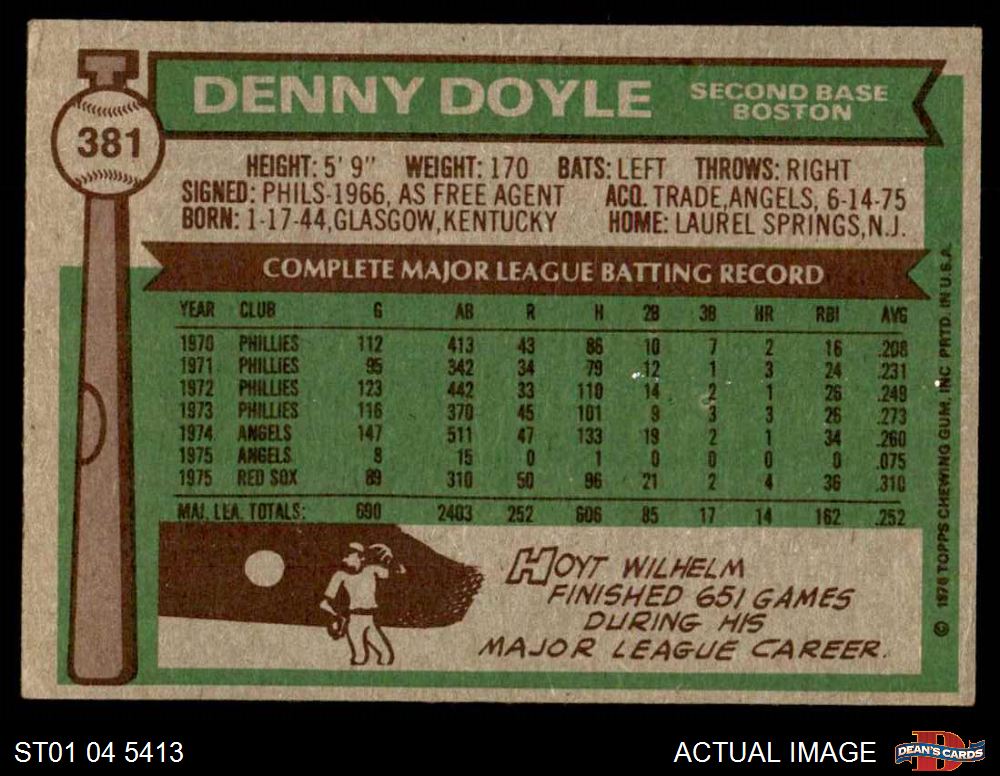 381
DENNY DOYLE
SECOND BASE
BOSTON
HEIGHT: 5' 9" WEIGHT: 170 BATS: LEFT THROWS: RIGHT
SIGNED: PHILS-1966, AS FREE AGENT ACQ. TRADE, ANGELS, 6-14-75
BORN: 1-17-44, GLASGOW, KENTUCKY HOME: LAUREL SPRINGS, N.J.
COMPLETE MAJOR LEAGUE BATTING RECORD
YEAR CLUB G AB R H 2B 3B HR RBI AVG
1970 PHILLIES 112 413 43 86 10 7 2 16 .208
1971 PHILLIES 95 342 34 79 12 1 3 24 .231
1972 PHILLIES 123 442 33 110 14 2 1 26 .249
1973 PHILLIES 116 370 45 101 9 3 3 26 .273
1974 ANGELS 147 511 47 133 19 2 1 34 .260
1975 ANGELS 8 15 0 1 0 0 0 0 .075
1975 RED SOX 89 310 50 96 21 2 4 36 .310
MAJ. LEA. TOTALS: 690 2403 252 606 85 17 14 162 .252
HOYT WILHELM
FINISHED 651 GAMES
DURING HIS
MAJOR LEAGUE CAREER.
© 1976 TOPPS CHEWING GUM, INC. PRTD. IN U.S.A.
ST01 04 5413
ACTUAL IMAGE
DEAN'S CARDS